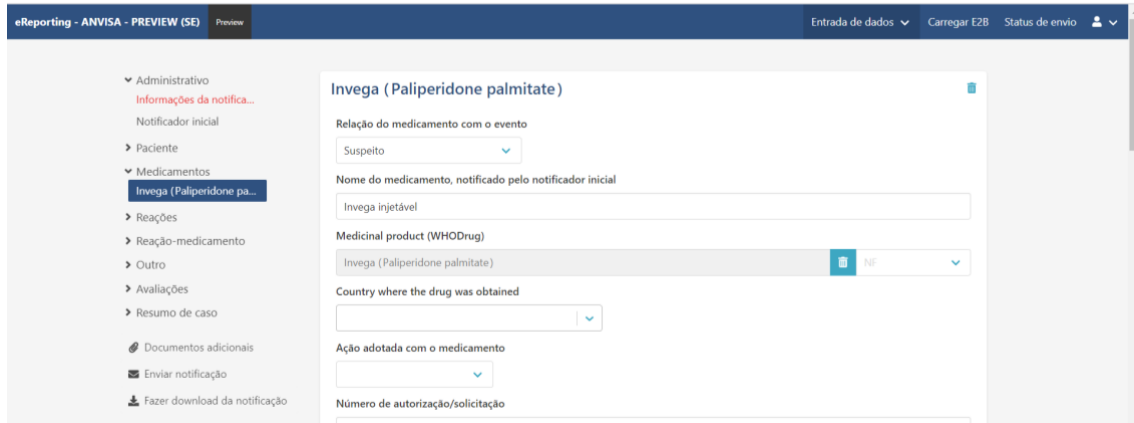 eReporting - ANVISA - PREVIEW (SE) Preview Entrada de dados Carregar E2B Status de envio
Administrativo
Informações da notifica...
Notificador inicial
Paciente
Medicamentos
Invega (Paliperidone pa...
Reações
Reação-medicamento
Outro
Avaliações
Resumo de caso
Documentos adicionais
Enviar notificação
Fazer download da notificação
Invega (Paliperidone palmitate)
Relação do medicamento com o evento
Suspeito
Nome do medicamento, notificado pelo notificador inicial
Invega injetável
Medicinal product (WHODrug)
Invega (Paliperidone palmitate) NF
Country where the drug was obtained
Ação adotada com o medicamento
Número de autorização/solicitação